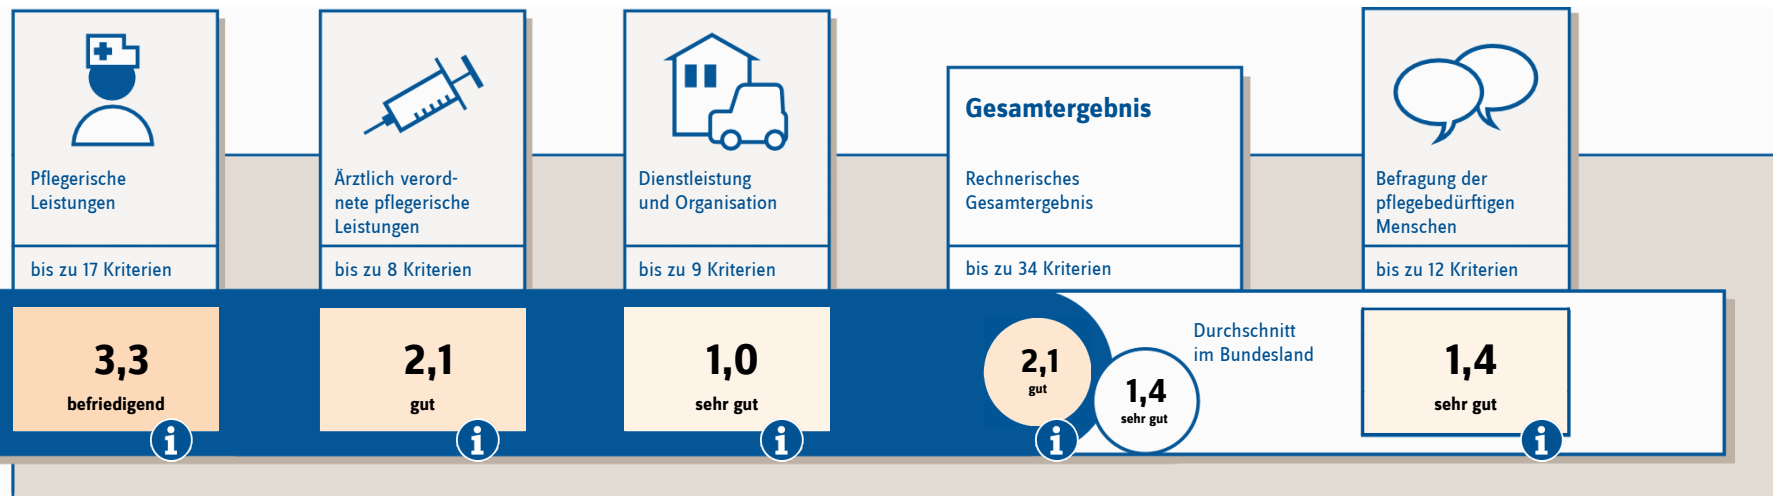 Pflegerische
Leistungen
bis zu 17 Kriterien
3,3
befriedigend
i
Ärztlich verord-
nete pflegerische
Leistungen
bis zu 8 Kriterien
2,1
gut
i
Dienstleistung
und Organisation
bis zu 9 Kriterien
1,0
sehr gut
i
Gesamtergebnis
Rechnerisches
Gesamtergebnis
bis zu 34 Kriterien
2,1
gut
i
1,4
sehr gut
Durchschnitt
im Bundesland
Befragung der
pflegebedürftigen
Menschen
bis zu 12 Kriterien
1,4
sehr gut
i